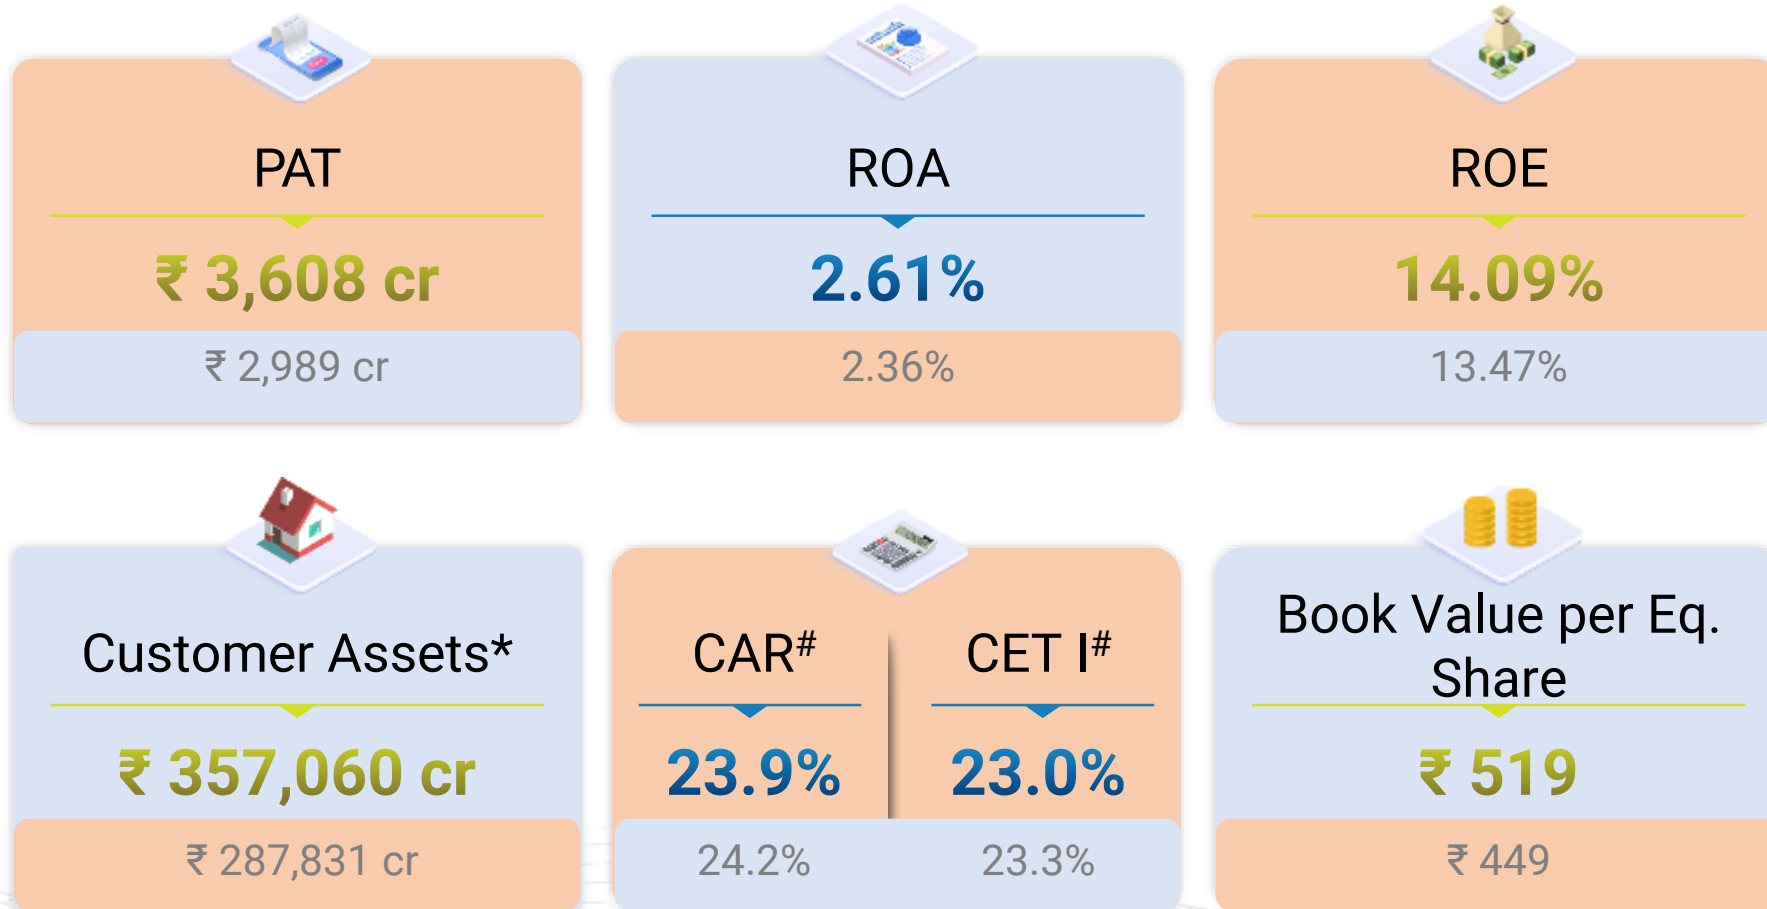 PAT
₹ 3,608 cr
₹ 2,989 cr
ROA
2.61%
2.36%
ROE
14.09%
13.47%
Customer Assets*
₹ 357,060 cr
₹ 287,831 cr
CAR#
23.9%
24.2%
CET I#
23.0%
23.3%
Book Value per Eq.
Share
₹ 519
₹ 449